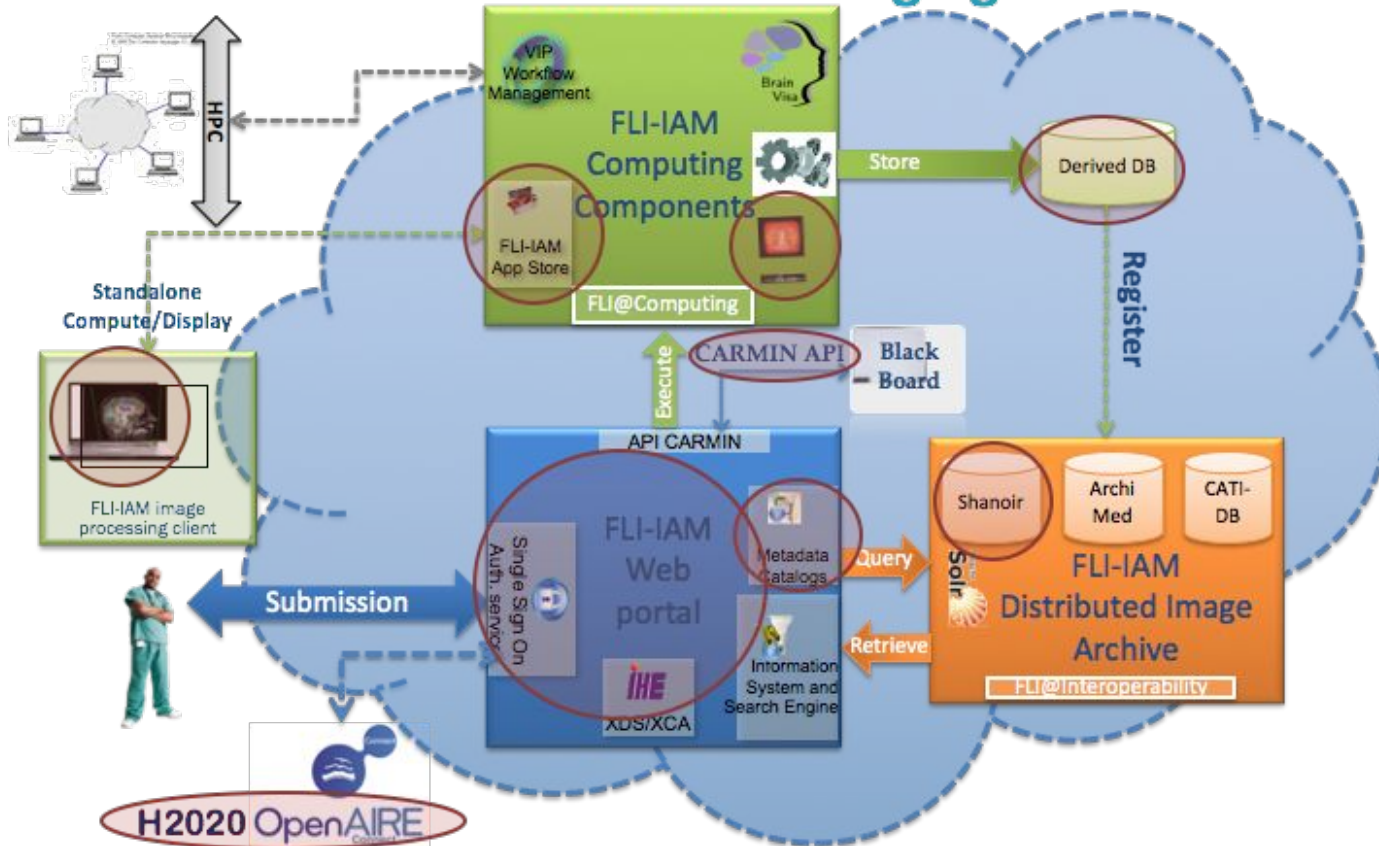 VIP
Workflow
Management
Brain
Visa
HPC
FLI-IAM
Computing
Components
Store
Derived DB
FLI-IAM
App Store
FLI@Computing
Standalone
Compute/Display
Register
CARMIN API
Black
Board
Execute
API CARMIN
FLI-IAM image
processing client
Shanoir
Archi
Med
CATI-
DB
Single Sign On
Auth. service
FLI-IAM
Web
portal
Metadata
Catalogs
Query
Solr
FLI-IAM
Distributed Image
Archive
Submission
Retrieve
Information
System and
Search Engine
IHE
XDS/XCA
FLI@Interoperability
H2020 OpenAIRE
Connect